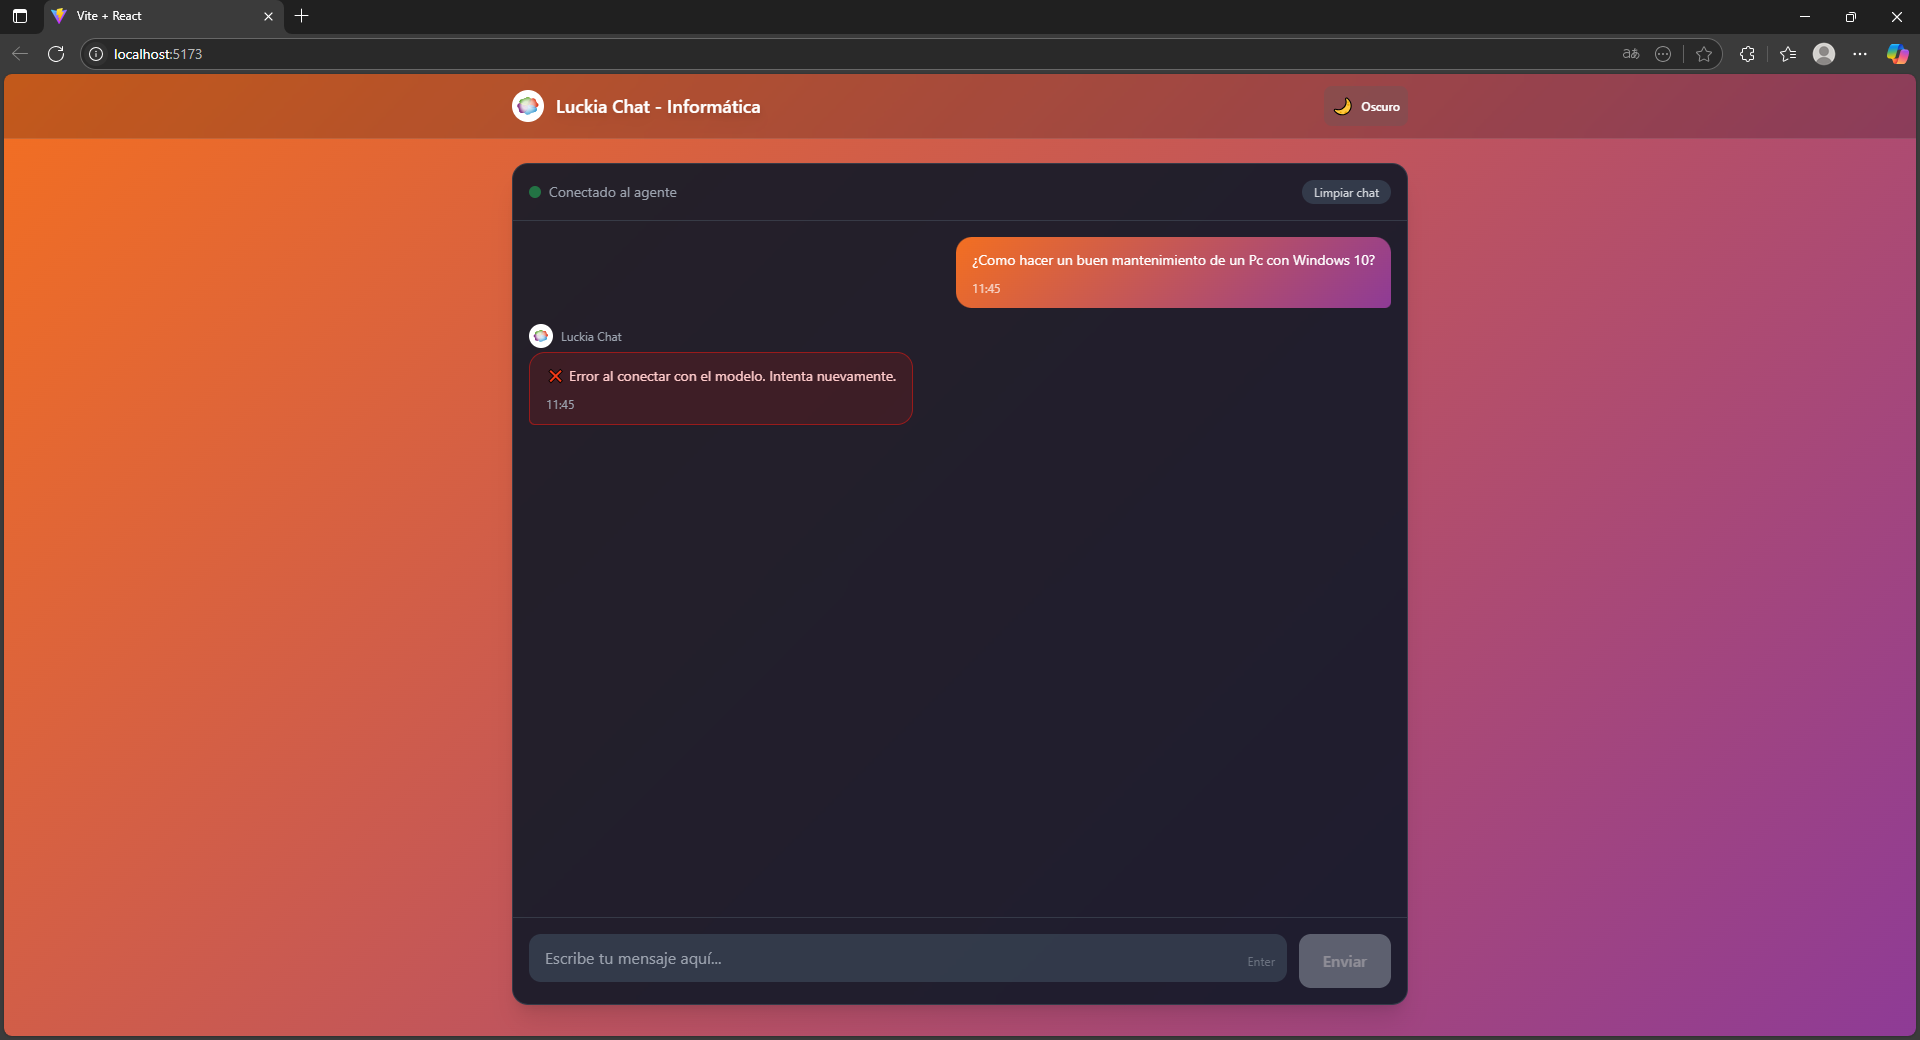 Vite + React
localhost:5173
aあ
Luckia Chat - Informática
Oscuro
Conectado al agente
Limpiar chat
¿Como hacer un buen mantenimiento de un Pc con Windows 10?
11:45
Luckia Chat
❌ Error al conectar con el modelo. Intenta nuevamente.
11:45
Escribe tu mensaje aquí...
Enter
Enviar